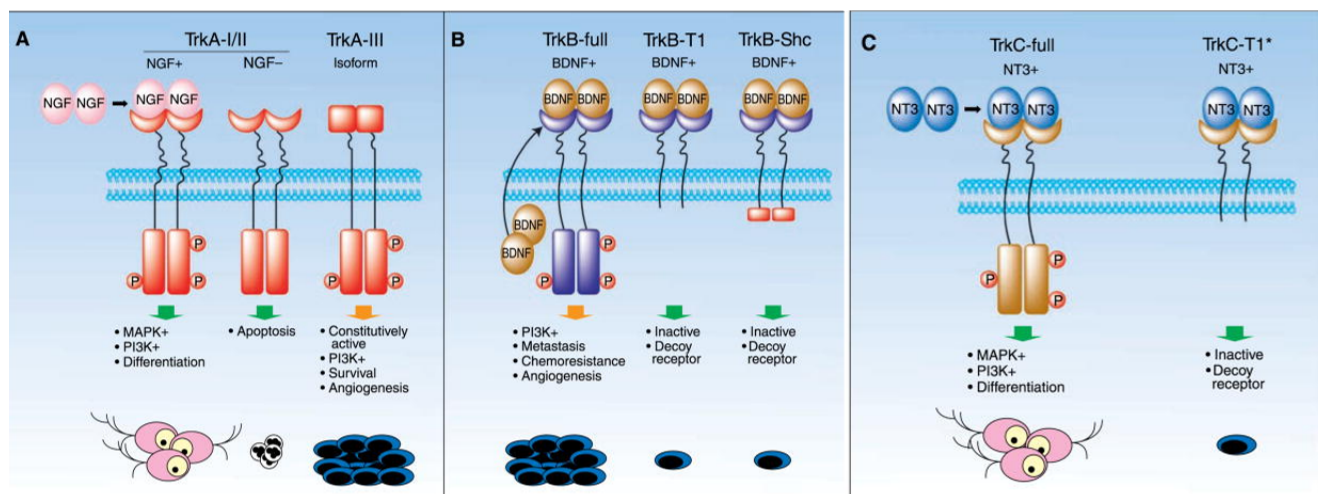 A
TrkA-I/II
TrkA-III
NGF+
NGF–
Isoform
NGF NGF
NGF NGF
P
P
P
P
P
P
• MAPK+
• PI3K+
• Differentiation
• Apoptosis
• Constitutively
active
• PI3K+
• Survival
• Angiogenesis
B
TrkB-full
TrkB-T1
TrkB-Shc
BDNF+
BDNF+
BDNF+
BDNF BDNF
BDNF BDNF
BDNF BDNF
BDNF
BDNF
P
P
P
• PI3K+
• Metastasis
• Chemoresistance
• Angiogenesis
• Inactive
• Decoy
receptor
• Inactive
• Decoy
receptor
C
TrkC-full
TrkC-T1*
NT3+
NT3+
NT3 NT3
NT3 NT3
NT3 NT3
P
P
P
• MAPK+
• PI3K+
• Differentiation
• Inactive
• Decoy
receptor